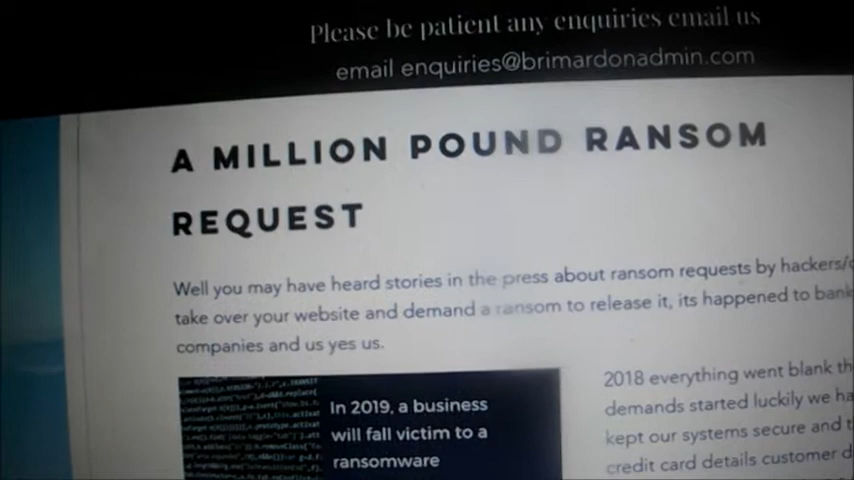 Please be patient any enquiries email us
email enquiries@brimardonadmin.com
A MILLION POUND RANSOM
REQUEST
Well you may have heard stories in the press about ransom requests by hackers/
take over your website and demand a ransom to release it, its happened to bank
companies and us yes us.
In 2019, a business
will fall victim to a
ransomware
2018 everything went blank
demands started luckily we
kept our systems secure and
credit card details customer